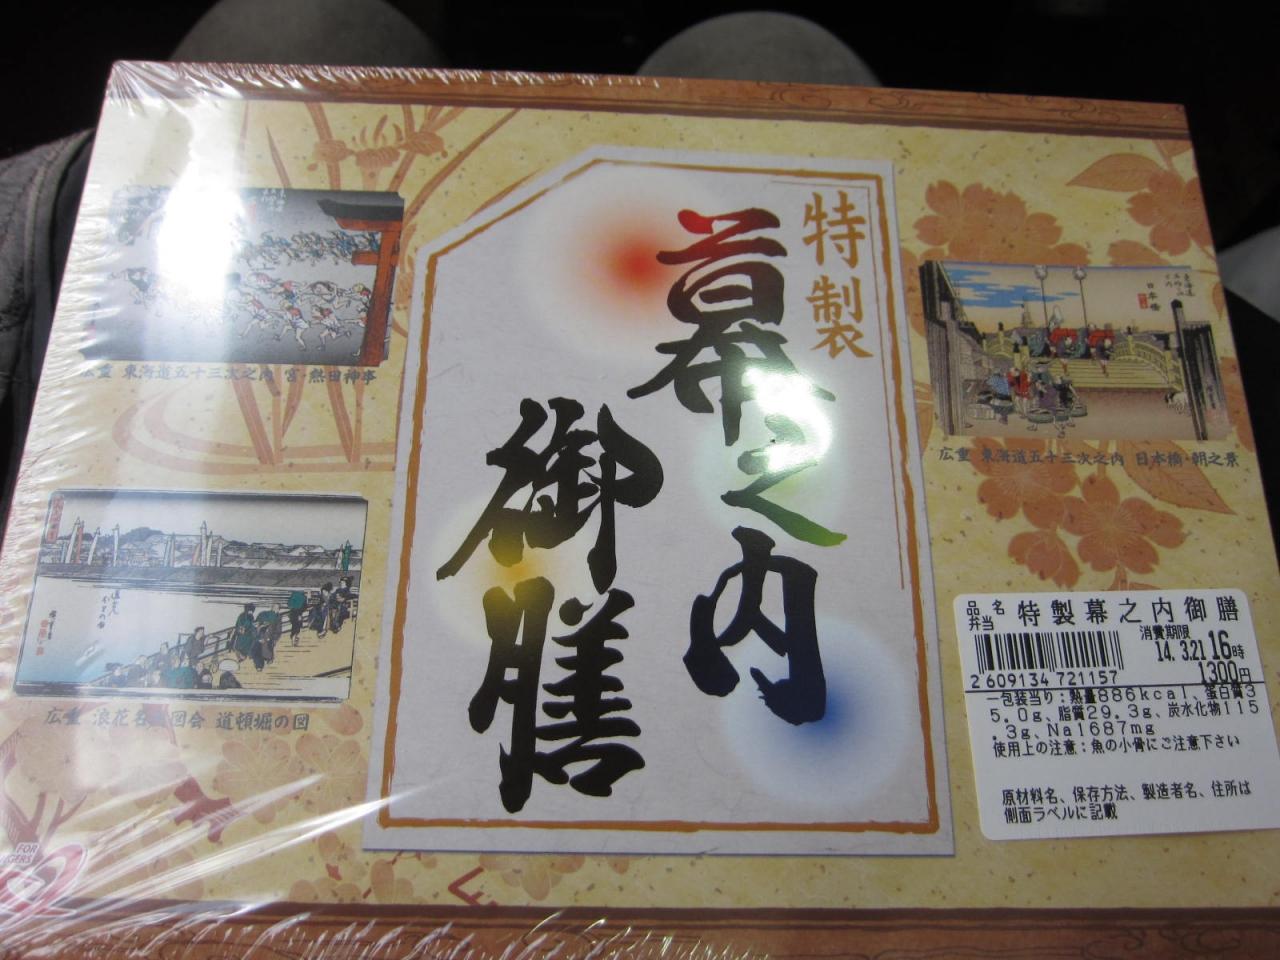 特製
幕之内
御膳
広重 東海道五十三次之内 宮・熱田神事
広重 東海道五十三次之内 日本橋・朝之景
日本橋
広重 浪花名所図会 道頓堀の図
品名 特製幕之内御膳
弁当
消費期限
14.3.21 16時
2609134 721157
1300円
一包装当り:熱量886kcal、蛋白質3
5.0g、脂質29.3g、炭水化物115
.3g、Na1687mg
使用上の注意:魚の小骨にご注意下さい
原材料名、保存方法、製造者名、住所は
側面ラベルに記載
FOR